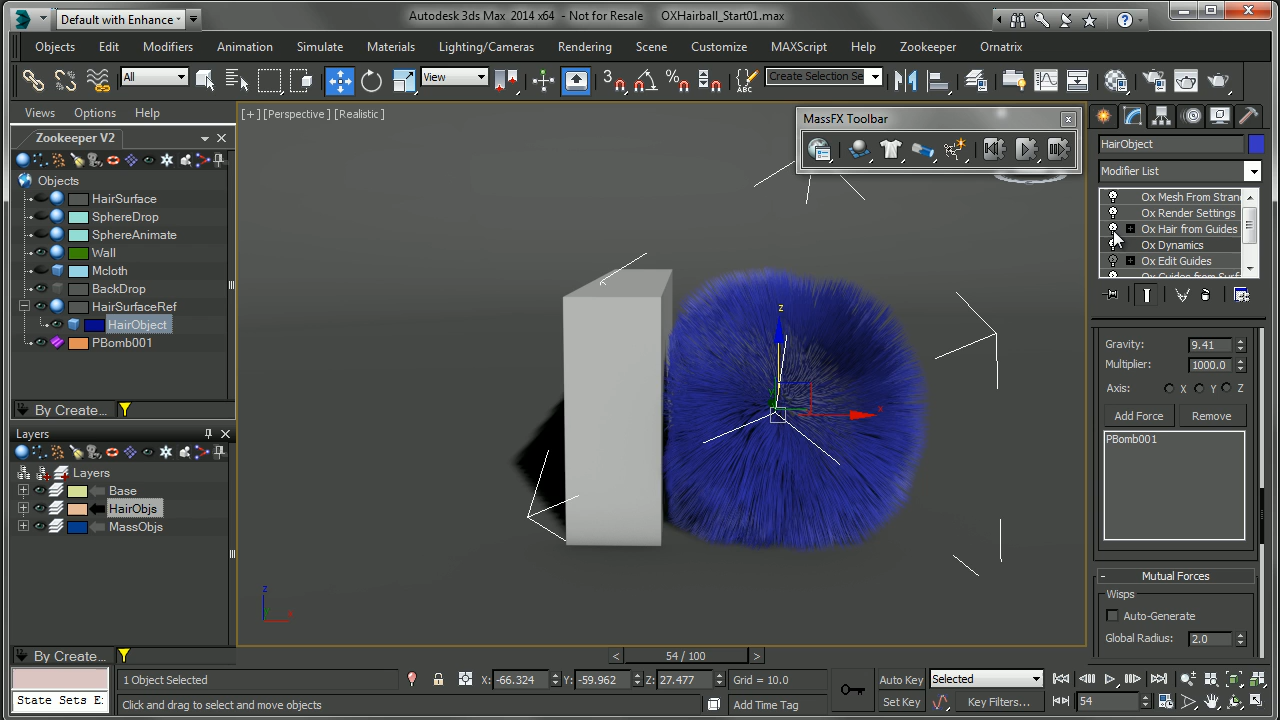 Default with Enhance
Autodesk 3ds Max 2014 x64 - Not for Resale OXHairball_Start01.max
Objects Edit Modifiers Animation Simulate Materials Lighting/Cameras Rendering Scene Customize MAXScript Help Zookeeper Ornatrix
All View 3 ABC Create Selection Se
Views Options Help
[+] [Perspective] [Realistic]
MassFX Toolbar
Zookeeper V2
HairObject
Modifier List
Objects
HairSurface
SphereDrop
SphereAnimate
Wall
Mcloth
BackDrop
HairSurfaceRef
HairObject
PBomb001
By Create...
Ox Mesh From Stran
Ox Render Settings
Ox Hair from Guides
Ox Dynamics
Ox Edit Guides
Ox Guides from Surf
Gravity: 9.41
Multiplier: 1000.0
Axis: X Y Z
Add Force Remove
PBomb001
Layers
Layers
Base
HairObjs
MassObjs
By Create...
z
x
z
- Mutual Forces
Wisps
Auto-Generate
Global Radius: 2.0
< 54 / 100 >
1 Object Selected X: -66.324 Y: -59.962 Z: 27.477 Grid = 10.0 Auto Key Selected
State Sets E:
Click and drag to select and move objects Add Time Tag Set Key Key Filters... 54